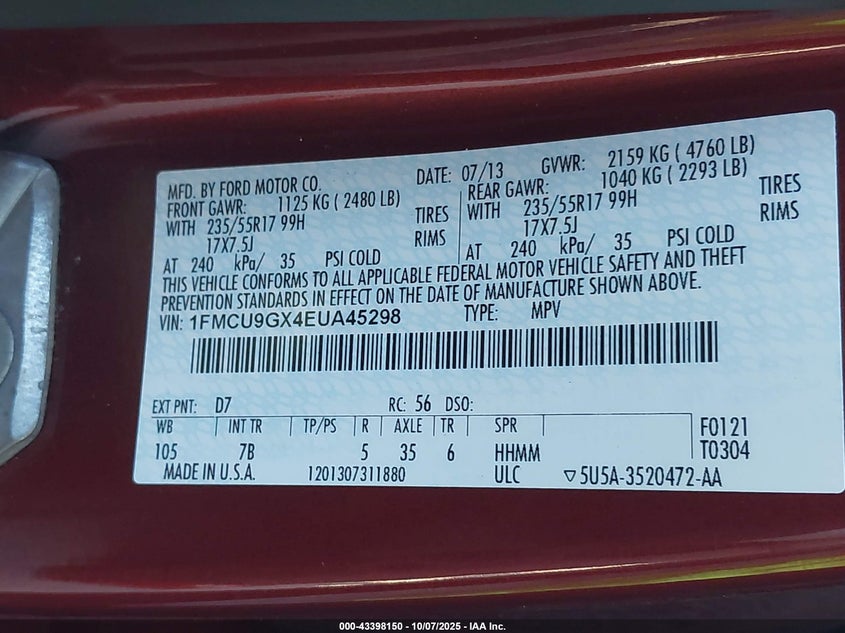 MFD. BY FORD MOTOR CO. DATE: 07/13 GVWR: 2159 KG ( 4760 LB)
FRONT GAWR: 1125 KG ( 2480 LB) REAR GAWR: 1040 KG ( 2293 LB)
WITH 235/55R17 99H TIRES WITH 235/55R17 99H TIRES
17X7.5J RIMS 17X7.5J RIMS
AT 240 kPa/ 35 PSI COLD AT 240 kPa/ 35 PSI COLD
THIS VEHICLE CONFORMS TO ALL APPLICABLE FEDERAL MOTOR VEHICLE SAFETY AND THEFT
PREVENTION STANDARDS IN EFFECT ON THE DATE OF MANUFACTURE SHOWN ABOVE.
VIN: 1FMCU9GX4EUA45298 TYPE: MPV
EXT PNT: D7 RC: 56 DSO:
WB INT TR TP/PS R AXLE TR SPR F0121
105 7B 5 35 6 HHMM T0304
MADE IN U.S.A. 1201307311880 ULC ▽5U5A-3520472-AA
000-43398150 - 10/07/2025 - IAA Inc.